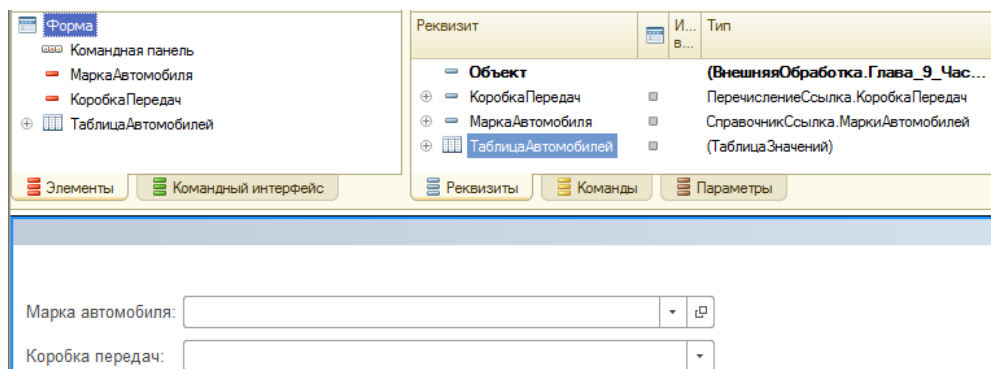 Форма
Командная панель
МаркаАвтомобиля
КоробкаПередач
ТаблицаАвтомобилей
Элементы Командный интерфейс
Реквизит И... в... Тип
Объект (ВнешняяОбработка.Глава_9_Час...
КоробкаПередач ПеречислениеСсылка.КоробкаПередач
МаркаАвтомобиля СправочникСсылка.МаркиАвтомобилей
ТаблицаАвтомобилей (ТаблицаЗначений)
Реквизиты Команды Параметры
Марка автомобиля:
Коробка передач: